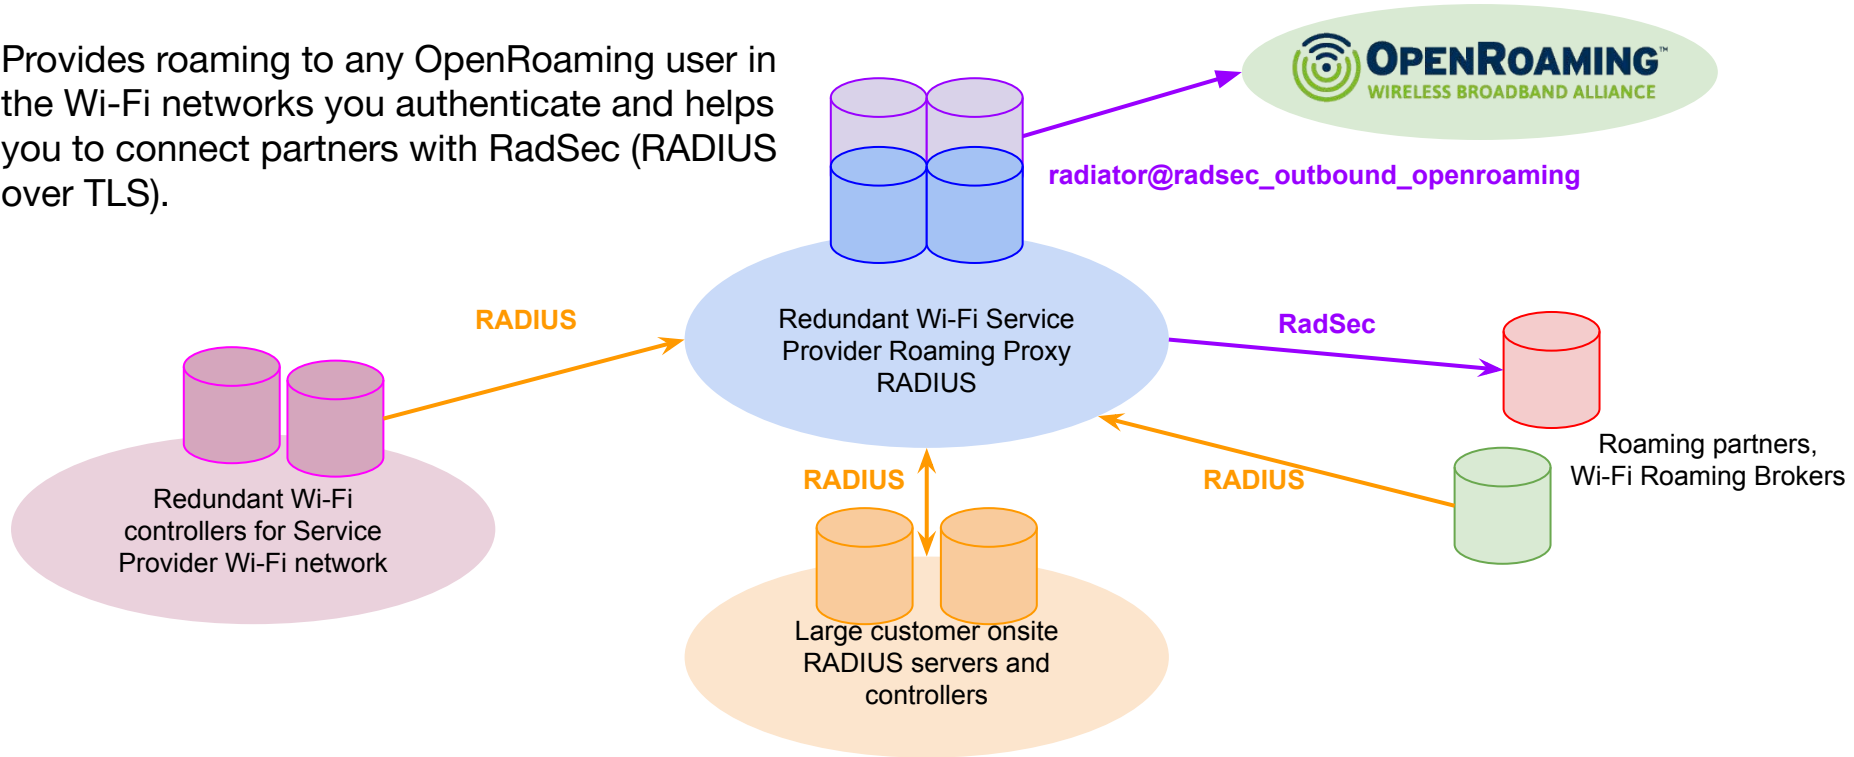 Provides roaming to any OpenRoaming user in
the Wi-Fi networks you authenticate and helps
you to connect partners with RadSec (RADIUS
over TLS).
OPENROAMING™
WIRELESS BROADBAND ALLIANCE
radiator@radsec_outbound_openroaming
RADIUS
Redundant Wi-Fi Service
Provider Roaming Proxy
RADIUS
RadSec
Roaming partners,
Wi-Fi Roaming Brokers
RADIUS
RADIUS
Redundant Wi-Fi
controllers for Service
Provider Wi-Fi network
Large customer onsite
RADIUS servers and
controllers